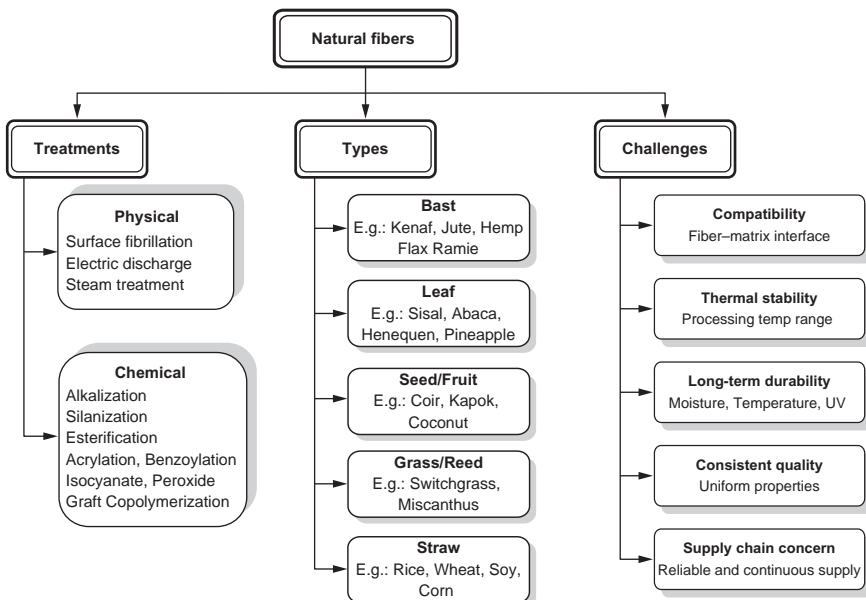 Natural fibers
Treatments
Types
Challenges
Physical
Surface fibrillation
Electric discharge
Steam treatment
Chemical
Alkalization
Silanization
Esterification
Acrylation, Benzoylation
Isocyanate, Peroxide
Graft Copolymerization
Bast
E.g.: Kenaf, Jute, Hemp
Flax Ramie
Leaf
E.g.: Sisal, Abaca,
Henequen, Pineapple
Seed/Fruit
E.g.: Coir, Kapok,
Coconut
Grass/Reed
E.g.: Switchgrass,
Miscanthus
Straw
E.g.: Rice, Wheat, Soy,
Corn
Compatibility
Fiber–matrix interface
Thermal stability
Processing temp range
Long-term durability
Moisture, Temperature, UV
Consistent quality
Uniform properties
Supply chain concern
Reliable and continuous supply